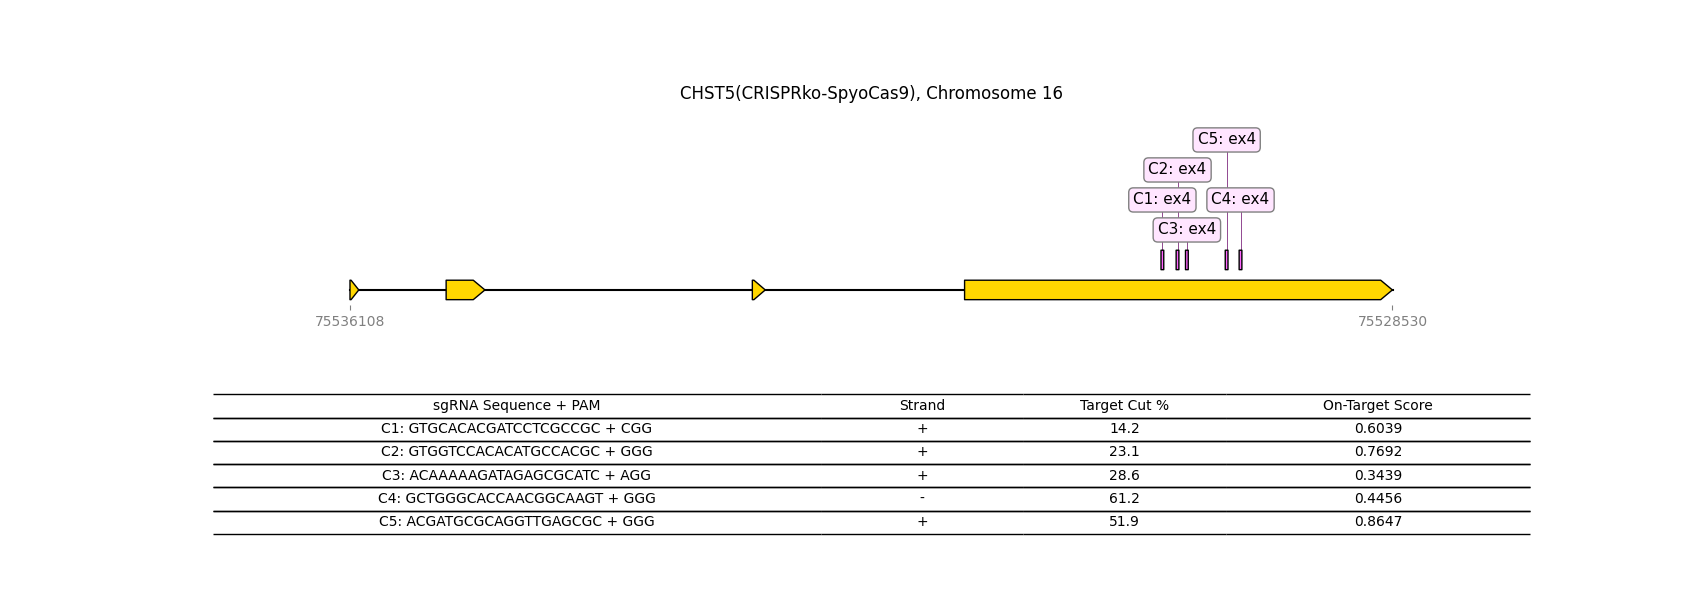 CHST5(CRISPRko-SpyoCas9), Chromosome 16
C5: ex4
C2: ex4
C1: ex4 C4: ex4
C3: ex4
75536108 75528530
sgRNA Sequence + PAM Strand Target Cut % On-Target Score
C1: GTGCACACGATCCTCGCCGC + CGG + 14.2 0.6039
C2: GTGGTCCACACATGCCACGC + GGG + 23.1 0.7692
C3: ACAAAAAGATAGAGCGCATC + AGG + 28.6 0.3439
C4: GCTGGGCACCAACGGCAAGT + GGG - 61.2 0.4456
C5: ACGATGCGCAGGTTGAGCGC + GGG + 51.9 0.8647